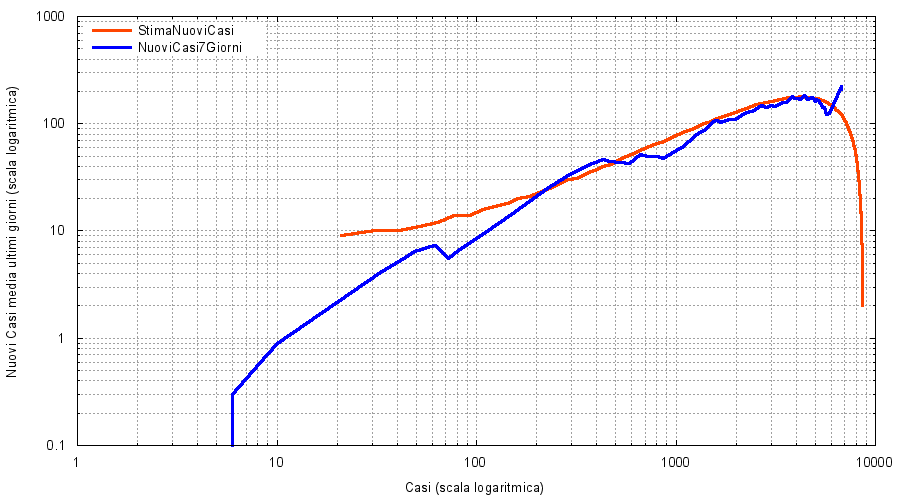 1000
StimaNuoviCasi
NuoviCasi7Giorni
100
10
1
0.1
Nuovi Casi media ultimi giorni (scala logaritmica)
1 10 100 1000 10000
Casi (scala logaritmica)